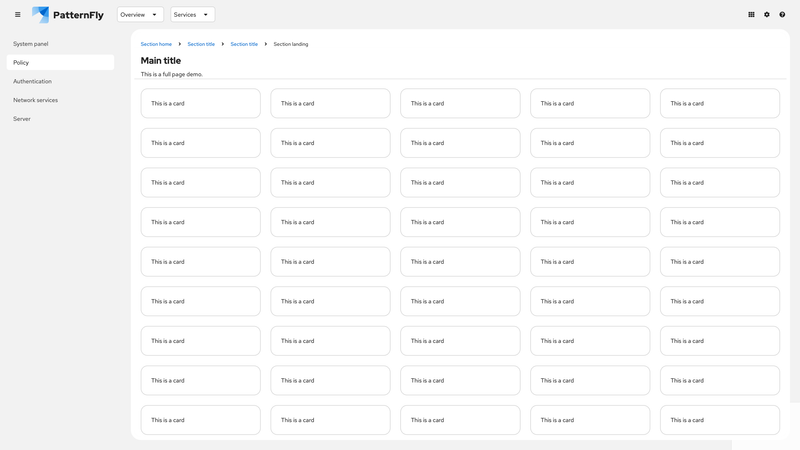 PatternFly Overview Services
System panel
Policy
Authentication
Network services
Server
Section home Section title Section title Section landing
Main title
This is a full page demo.
This is a card This is a card This is a card This is a card This is a card
This is a card This is a card This is a card This is a card This is a card
This is a card This is a card This is a card This is a card This is a card
This is a card This is a card This is a card This is a card This is a card
This is a card This is a card This is a card This is a card This is a card
This is a card This is a card This is a card This is a card This is a card
This is a card This is a card This is a card This is a card This is a card
This is a card This is a card This is a card This is a card This is a card
This is a card This is a card This is a card This is a card This is a card